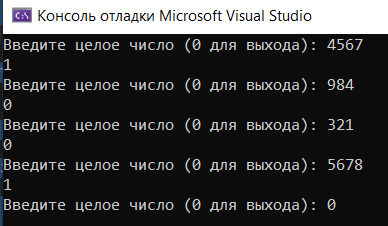 C:\
Консоль отладки Microsoft Visual Studio
Введите целое число (0 для выхода): 4567
1
Введите целое число (0 для выхода): 984
0
Введите целое число (0 для выхода): 321
0
Введите целое число (0 для выхода): 5678
1
Введите целое число (0 для выхода): 0